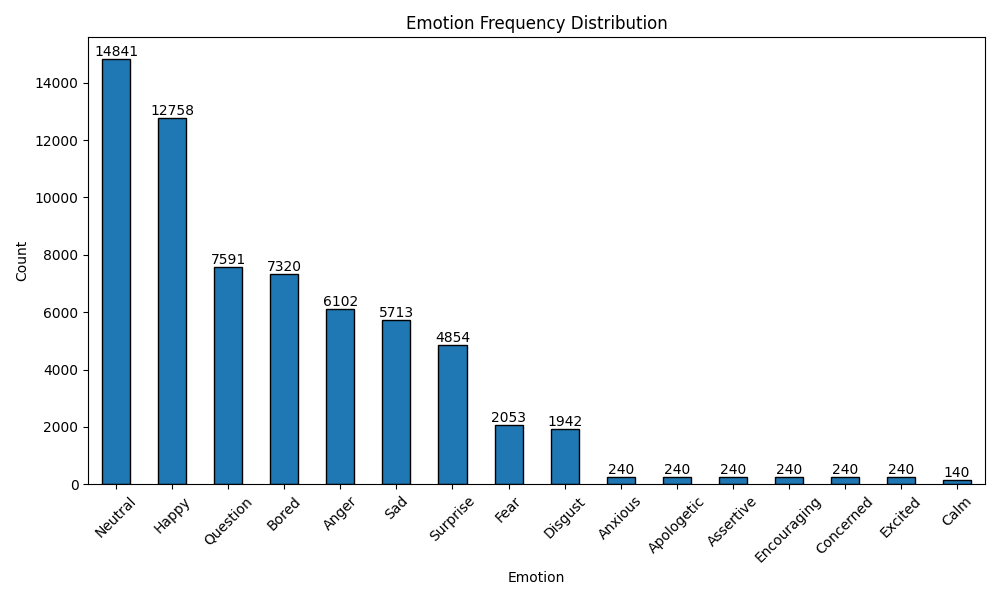 Emotion Frequency Distribution
Count
14000
12000
10000
8000
6000
4000
2000
0
14841
12758
7591
7320
6102
5713
4854
2053
1942
240
240
240
240
240
240
140
Neutral
Happy
Question
Bored
Anger
Sad
Surprise
Fear
Disgust
Anxious
Apologetic
Assertive
Encouraging
Concerned
Excited
Calm
Emotion